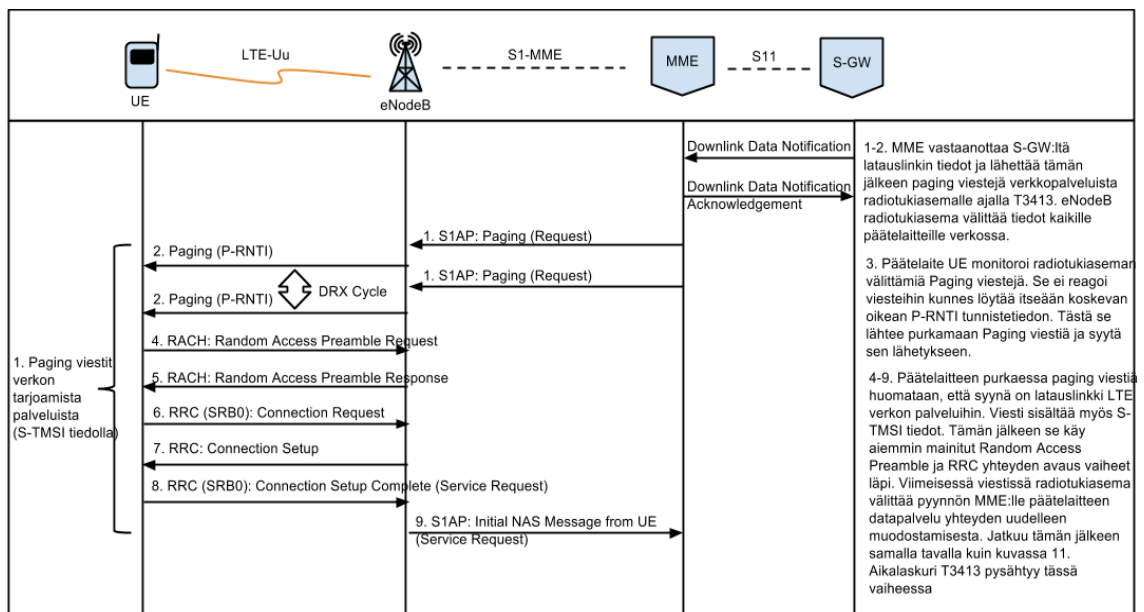 LTE-Uu
S1-MME
S11
MME
S-GW
UE
eNodeB
Downlink Data Notification
Downlink Data Notification
Acknowledgement
1. S1AP: Paging (Request)
2. Paging (P-RNTI)
1. S1AP: Paging (Request)
DRX Cycle
2. Paging (P-RNTI)
4. RACH: Random Access Preamble Request
5. RACH: Random Access Preamble Response
6. RRC (SRB0): Connection Request
7. RRC: Connection Setup
8. RRC (SRB0): Connection Setup Complete (Service Request)
9. S1AP: Initial NAS Message from UE
(Service Request)
1. Paging viestit
verkon
tarjoamista
palveluista
(S-TMSI tiedolla)
1-2. MME vastaanottaa S-GW:ltä
latauslinkin tiedot ja lähettää tämän
jälkeen paging viestejä verkkopalveluista
radiotukiasemalle ajalla T3413. eNodeB
radiotukiasema välittää tiedot kaikille
päätelaitteille verkossa.
3. Päätelaite UE monitoroi radiotukiaseman
välittämiä Paging viestejä. Se ei reagoi
viesteihin kunnes löytää itseään koskevan
oikean P-RNTI tunnistetiedon. Tästä se
lähtee purkamaan Paging viestiä ja syytä
sen lähetykseen.
4-9. Päätelaitteen purkaessa paging viestiä
huomataan, että syynä on latauslinkki LTE
verkon palveluihin. Viesti sisältää myös S-
TMSI tiedot. Tämän jälkeen se käy
aiemmin mainitut Random Access
Preamble ja RRC yhteyden avaus vaiheet
läpi. Viimeisessä viestissä radiotukiasema
välittää pyynnön MME:lle päätelaitteen
datapalvelu yhteyden uudelleen
muodostamisesta. Jatkuu tämän jälkeen
samalla tavalla kuin kuvassa 11.
Aikalaskuri T3413 pysähtyy tässä
vaiheessa